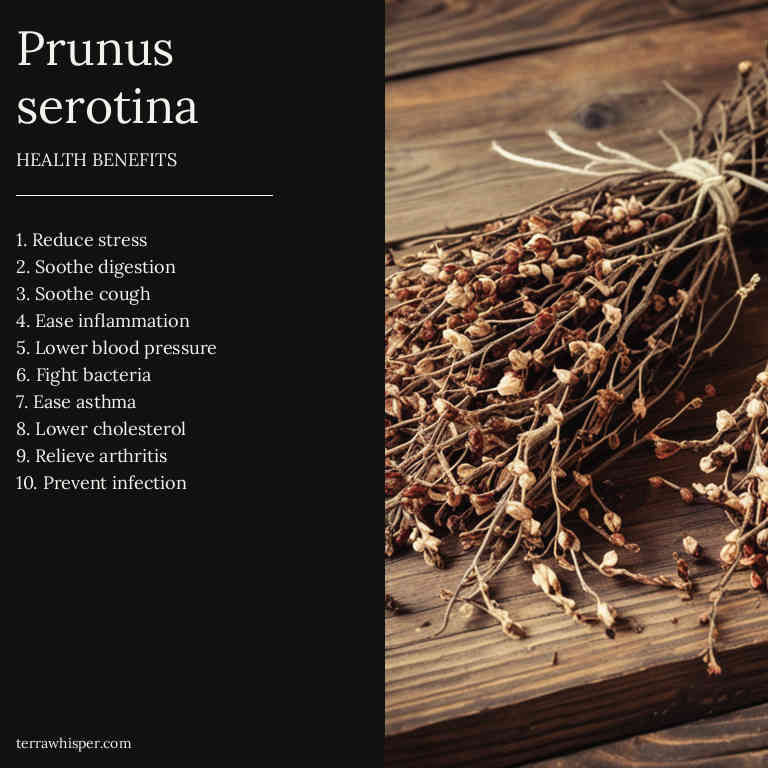 Prunus
serotina
HEALTH BENEFITS
1. Reduce stress
2. Soothe digestion
3. Soothe cough
4. Ease inflammation
5. Lower blood pressure
6. Fight bacteria
7. Ease asthma
8. Lower cholesterol
9. Relieve arthritis
10. Prevent infection
terrawhisper.com